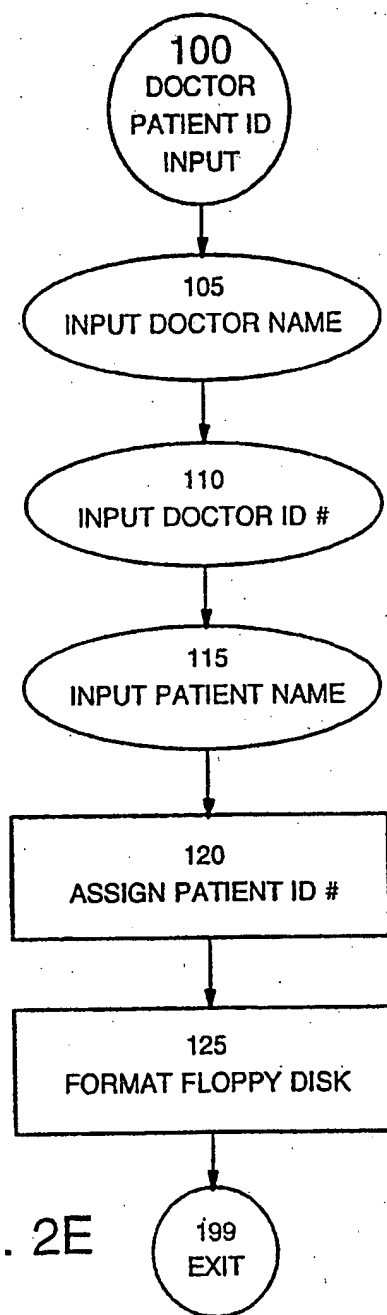 100
DOCTOR
PATIENT ID
INPUT
105
INPUT DOCTOR NAME
110
INPUT DOCTOR ID #
115
INPUT PATIENT NAME
120
ASSIGN PATIENT ID #
125
FORMAT FLOPPY DISK
199
EXIT
. 2E